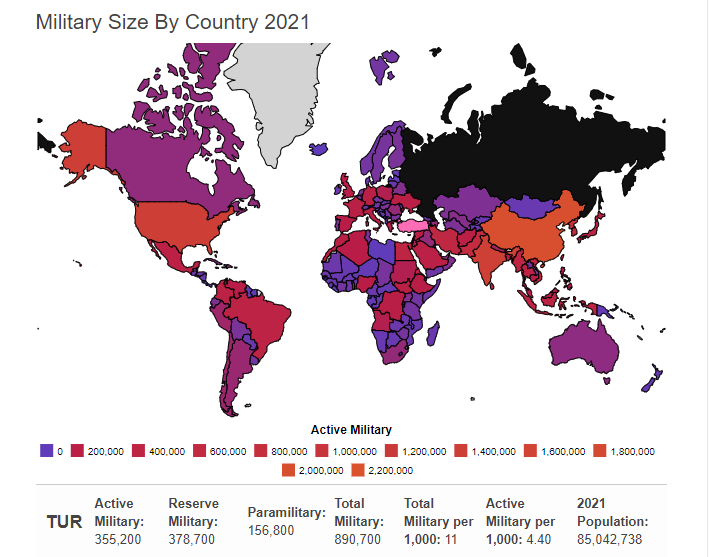 Military Size By Country 2021
Active Military
0 200,000 400,000 600,000 800,000 1,000,000 1,200,000 1,400,000 1,600,000 1,800,000
2,000,000 2,200,000
TUR
Active
Military:
355,200
Reserve
Military:
378,700
Paramilitary:
156,800
Total
Military:
890,700
Total
Military per
1,000: 11
Active
Military per
1,000: 4.40
2021
Population:
85,042,738